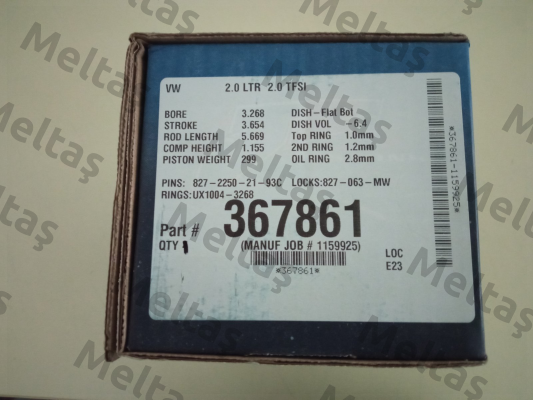 VW 2.0 LTR 2.0 TFSI
BORE 3.268 DISH-Flat Bot
STROKE 3.654 DISH VOL -6.4
ROD LENGTH 5.669 Top RING 1.0mm
COMP HEIGHT 1.155 2ND RING 1.2mm
PISTON WEIGHT 299 OIL RING 2.8mm
PINS: 827-2250-21-93C LOCKS:827-063-MW
RINGS:UX1004-3268
Part # 367861
QTY 1 (MANUF JOB # 1159925)
*367861*
LOC
E23
*367861-1159925*
Meltaş
Meltaş
Meltaş
Meltaş
Meltaş
Meltaş
Meltaş
Meltaş